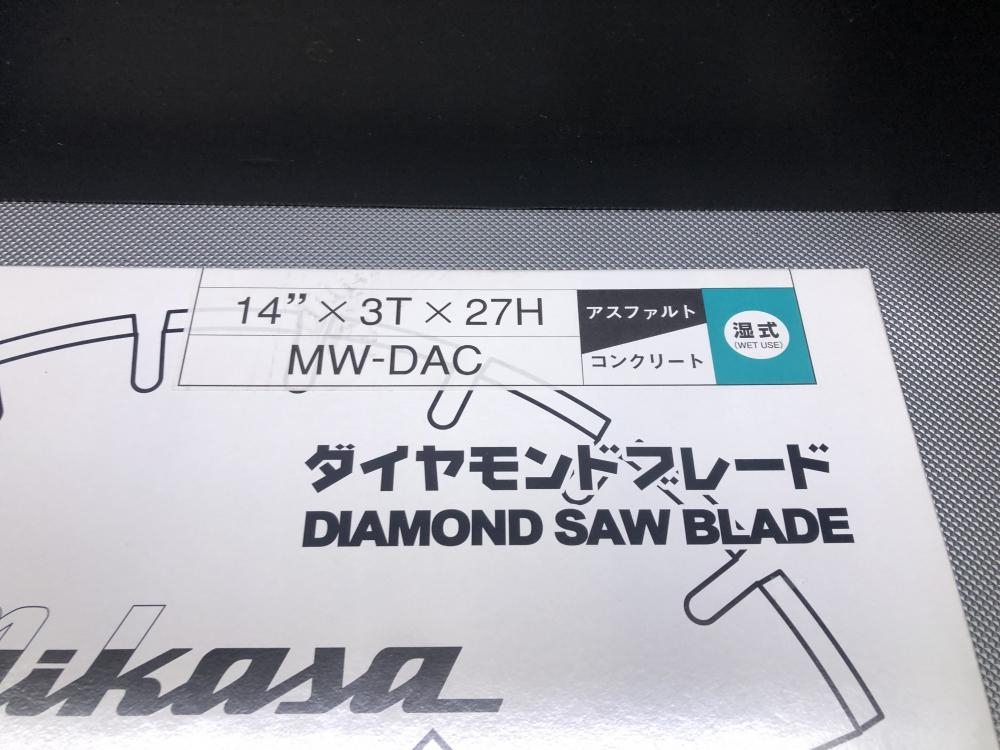 14” × 3T × 27H
MW-DAC
アスファルト
コンクリート
湿式
(WET USE)
ダイヤモンドブレード
DIAMOND SAW BLADE
Mikasa